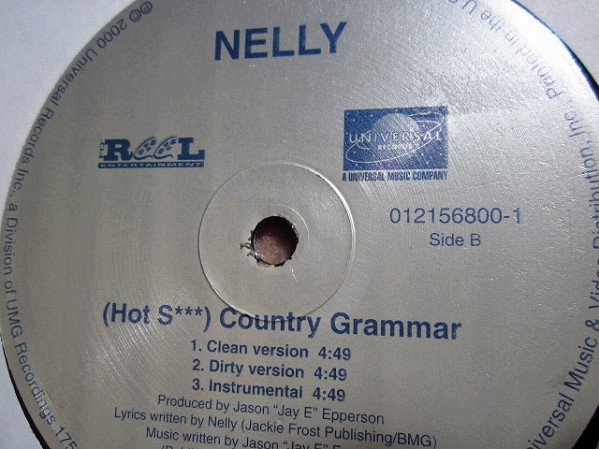 NELLY
FO' REEL
ENTERTAINMENT
UNIVERSAL
RECORDS
A UNIVERSAL MUSIC COMPANY
012156800-1
Side B
(Hot S***) Country Grammar
1. Clean version 4:49
2. Dirty version 4:49
3. Instrumental 4:49
Produced by Jason "Jay E" Epperson
Lyrics written by Nelly (Jackie Frost Publishing/BMG)
Music written by Jason "Jay E"
℗© 2000 Universal Records Inc. a Division of UMG Recordings 175
Universal Music & Video Distribution, Inc., Printed in the U.S